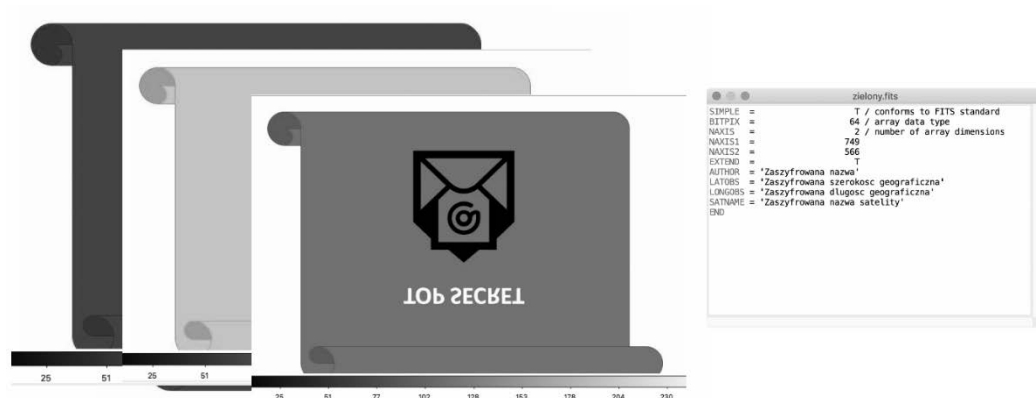 zielony.fits
SIMPLE = T / conforms to FITS standard
BITPIX = 64 / array data type
NAXIS = 2 / number of array dimensions
NAXIS1 = 749
NAXIS2 = 566
EXTEND = T
AUTHOR = 'Zaszyfrowana nazwa'
LATOBS = 'Zaszyfrowana szerokosc geograficzna'
LONGOBS = 'Zaszyfrowana dlugosc geograficzna'
SATNAME = 'Zaszyfrowana nazwa satelity'
END
TOP SECRET
25 51
25 51
25 51 77 102 128 153 178 204 230